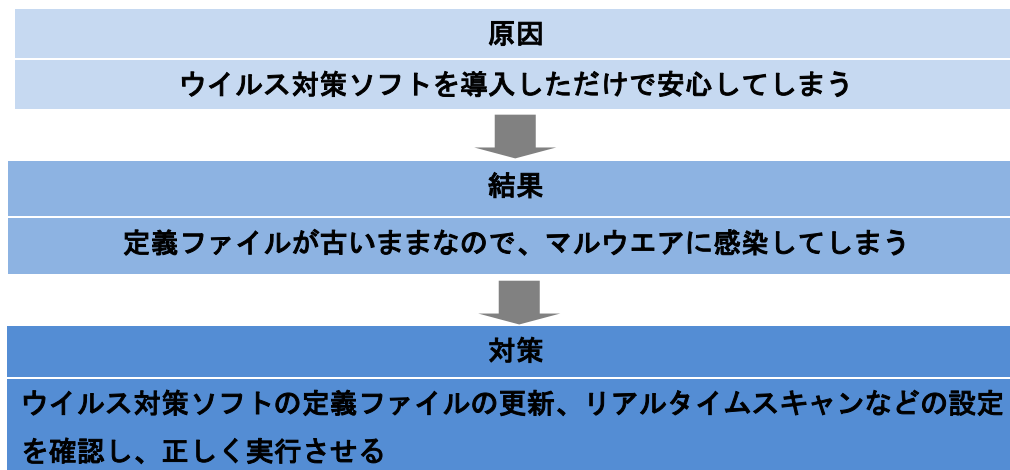 原因
ウイルス対策ソフトを導入しただけで安心してしまう
結果
定義ファイルが古いままなので、マルウエアに感染してしまう
対策
ウイルス対策ソフトの定義ファイルの更新、リアルタイムスキャンなどの設定
を確認し、正しく実行させる